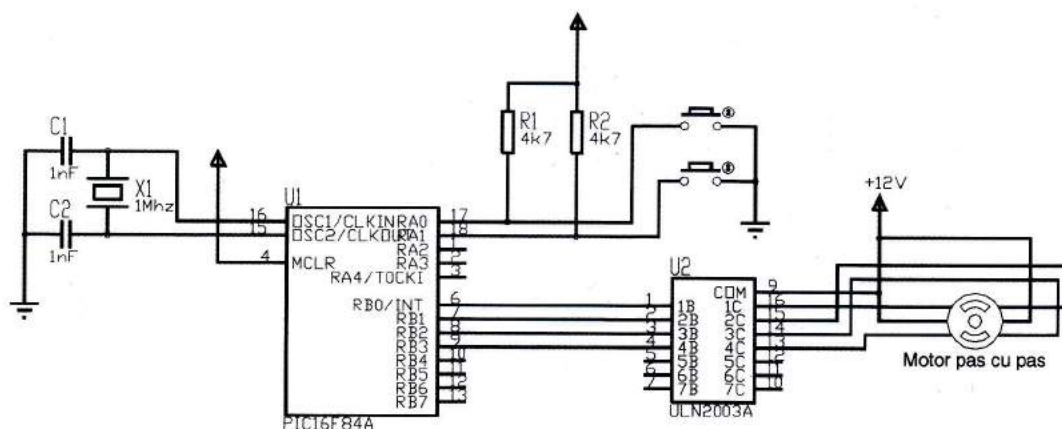 C1
1nF
X1
1Mhz
C2
1nF
R1
4k7
R2
4k7
U1
16
15
4
OSC1/CLKIN
OSC2/CLKOUT
MCLR
RA0
RA1
RA2
RA3
RA4/TOCKI
RB0/INT
RB1
RB2
RB3
RB4
RB5
RB6
RB7
17
18
1
2
3
6
7
8
9
10
11
12
13
PIC16F84A
U2
1
2
3
4
5
6
7
1B
2B
3B
4B
5B
6B
7B
COM
1C
2C
3C
4C
5C
6C
7C
9
16
15
14
13
12
11
10
ULN2003A
+12V
Motor pas cu pas